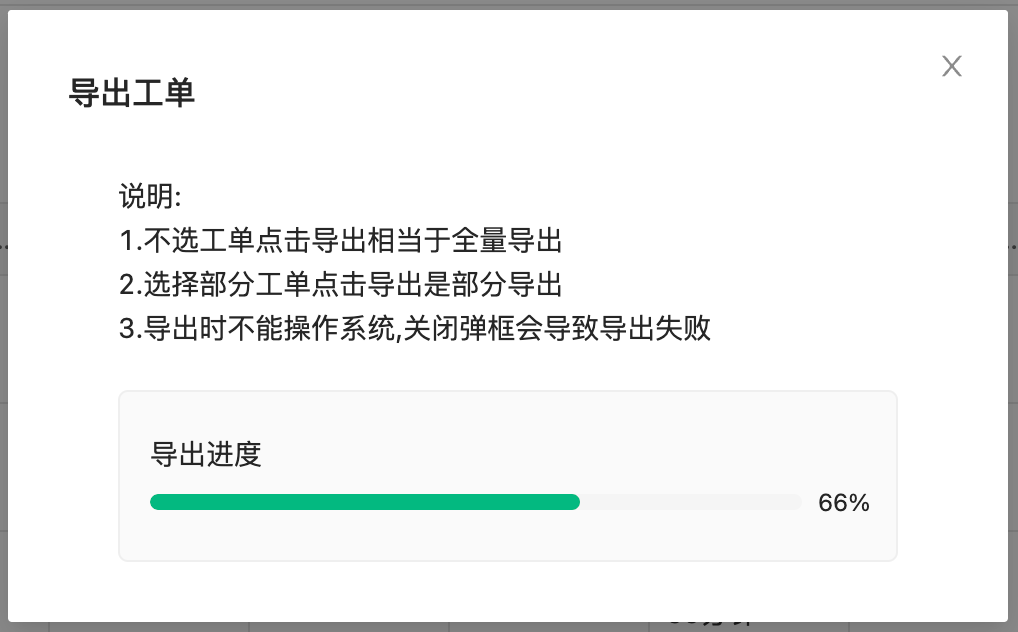 导出工单
说明:
1.不选工单点击导出相当于全量导出
2.选择部分工单点击导出是部分导出
3.导出时不能操作系统,关闭弹框会导致导出失败
导出进度
66%